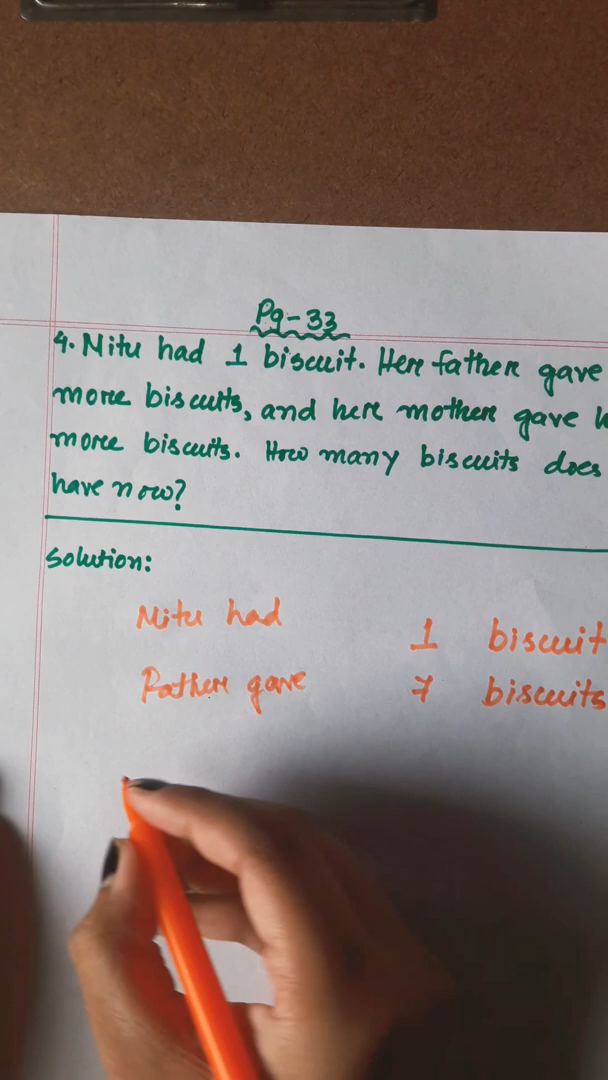 Pg-33
4. Nitu had 1 biscuit. Her father gave
more biscuits, and her mother gave
more biscuits. How many biscuits does
have now?
Solution:
Nitu had 1 biscuit
Father gave 7 biscuits